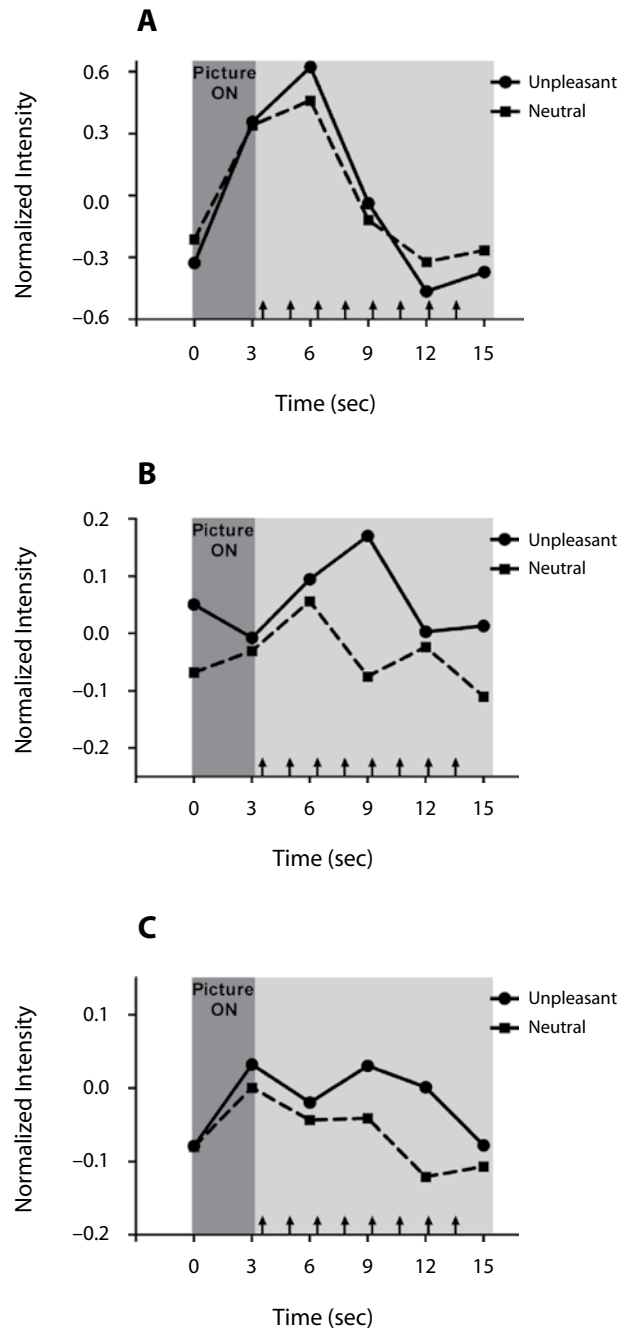 A
Normalized Intensity
0.6
0.3
0.0
–0.3
–0.6
Picture
ON
Unpleasant
Neutral
0 3 6 9 12 15
Time (sec)
B
Normalized Intensity
0.2
0.1
0.0
–0.1
–0.2
Picture
ON
Unpleasant
Neutral
0 3 6 9 12 15
Time (sec)
C
Normalized Intensity
0.1
0.0
–0.1
–0.2
Picture
ON
Unpleasant
Neutral
0 3 6 9 12 15
Time (sec)